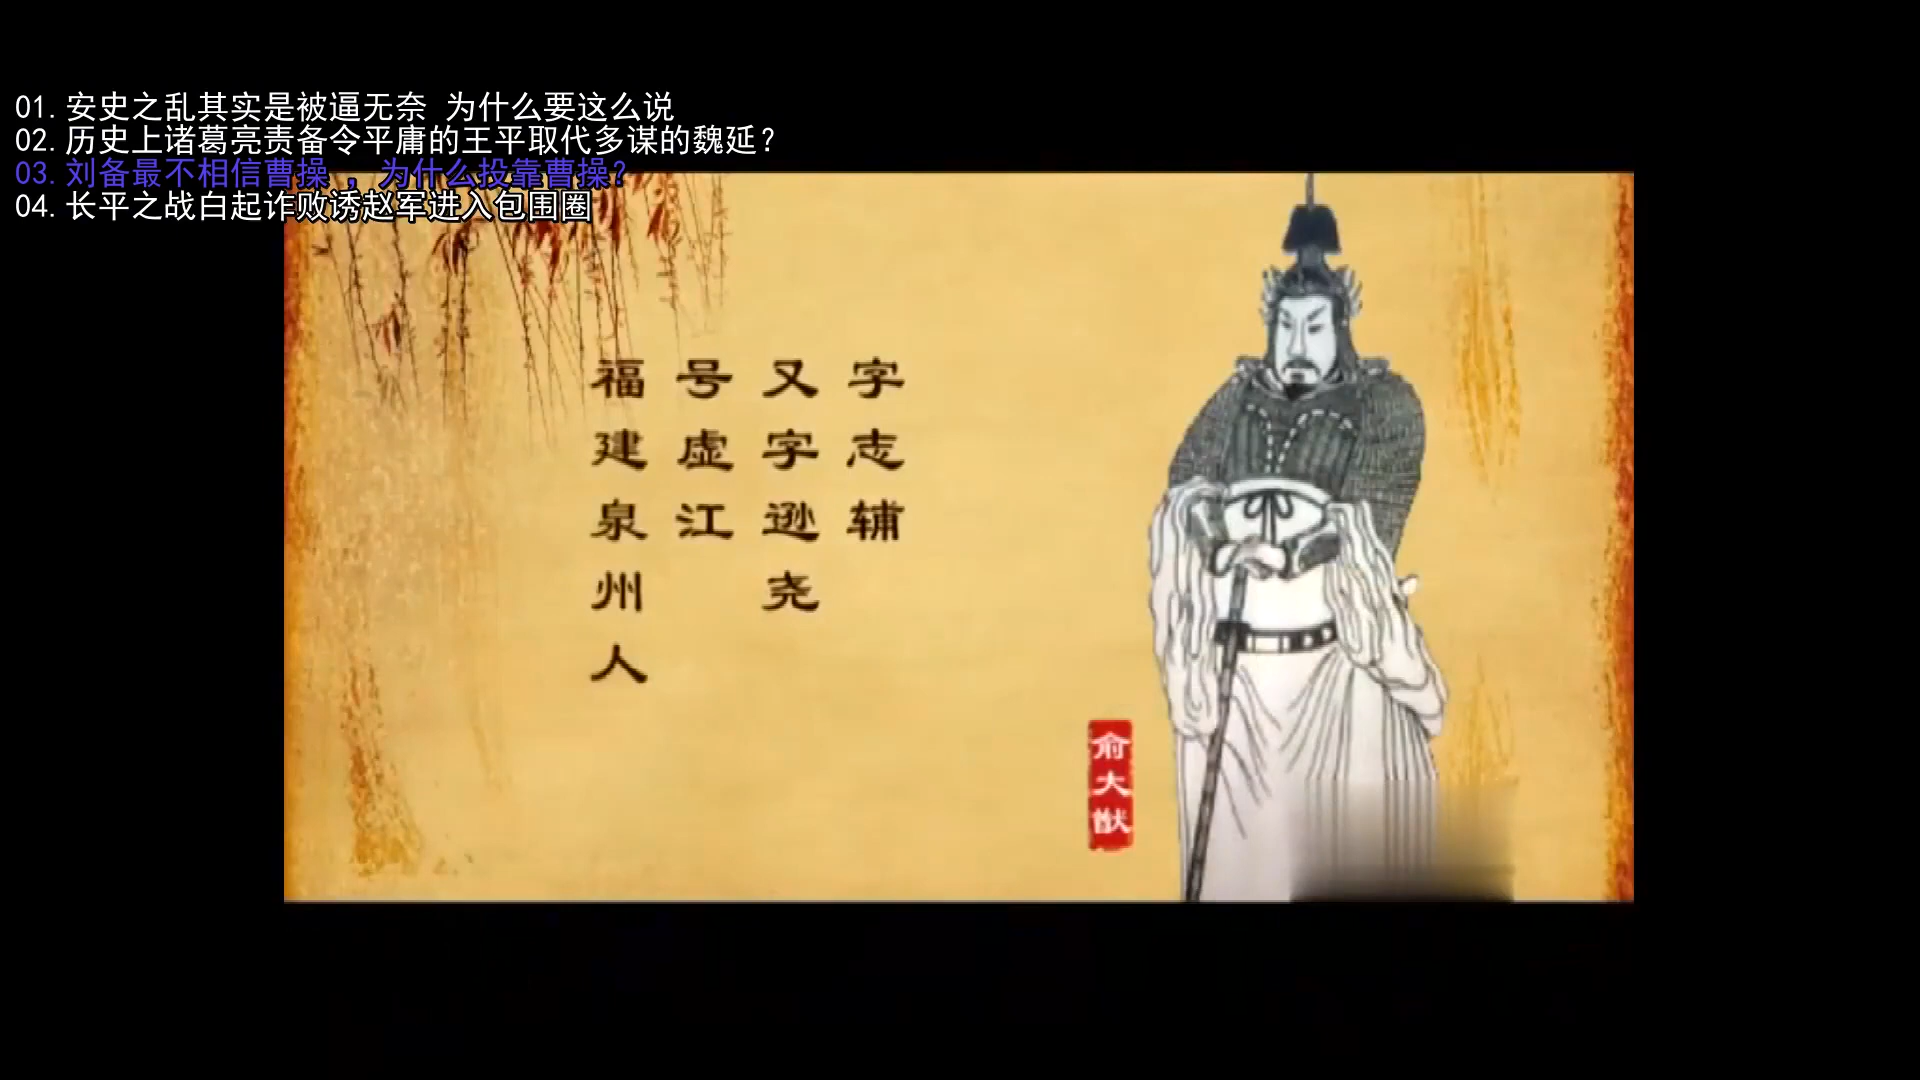 01. 安史之乱其实是被逼无奈 为什么要这么说
02. 历史上诸葛亮责备令平庸的王平取代多谋的魏延？
03. 刘备最不相信曹操 ，为什么投靠曹操？
04. 长平之战白起诈败诱赵军进入包围圈
字志辅
又字逊尧
号虚江
福建泉州人
俞大猷